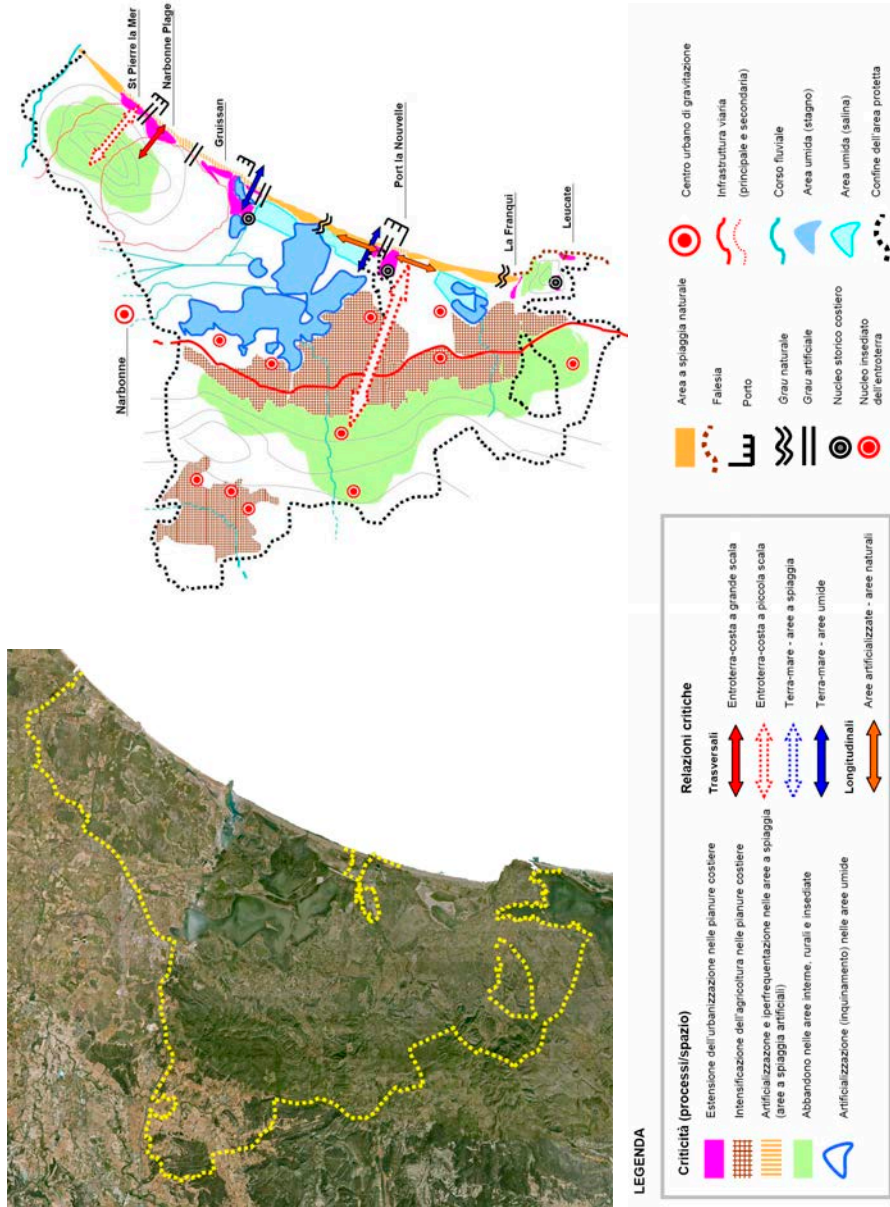 St Pierre la Mer
Narbonne Plage
Gruissan
Port la Nouvelle
La Franqui
Leucate
Narbonne
LEGENDA
Criticità (processi/spazio)
Estensione dell'urbanizzazione nelle pianure costiere
Intensificazione dell'agricoltura nelle pianure costiere
Artificializzazone e iperfrequentazione nelle aree a spiaggia
(aree a spiaggia artificiali)
Abbandono nelle aree interne, rurali e insediate
Artificializzazione (inquinamento) nelle aree umide
Relazioni critiche
Trasversali
Entroterra-costa a grande scala
Entroterra-costa a piccola scala
Terra-mare - aree a spiaggia
Terra-mare - aree umide
Longitudinali
Aree artificializzate - aree naturali
Area a spiaggia naturale
Falesia
Porto
Grau naturale
Grau artificiale
Nucleo storico costiero
Nucleo insediato
dell'entroterra
Centro urbano di gravitazione
Infrastruttura viaria
(principale e secondaria)
Corso fluviale
Area umida (stagno)
Area umida (salina)
Confine dell'area protetta